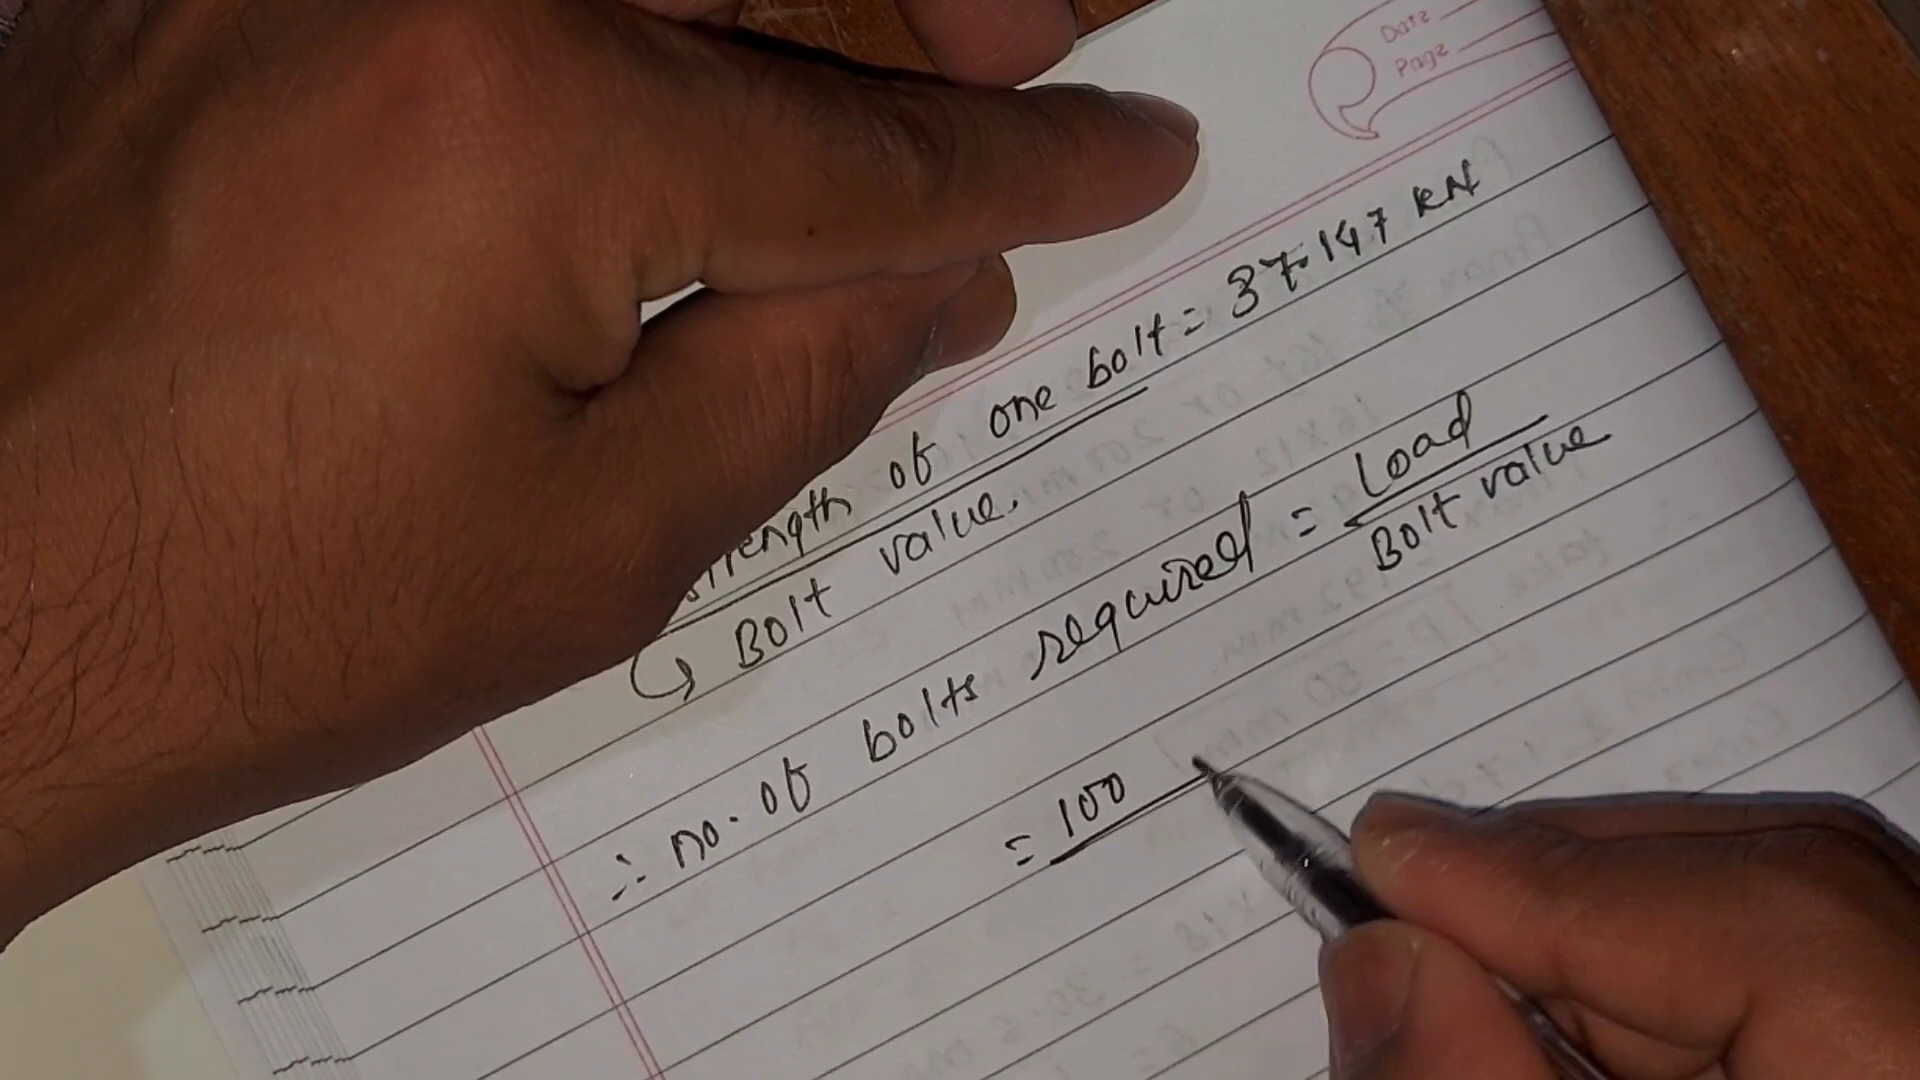 Date
Page
strength of one bolt = 37.147 kN
↳ Bolt value.
∴ no. of bolts required = Load / Bolt value
= 100